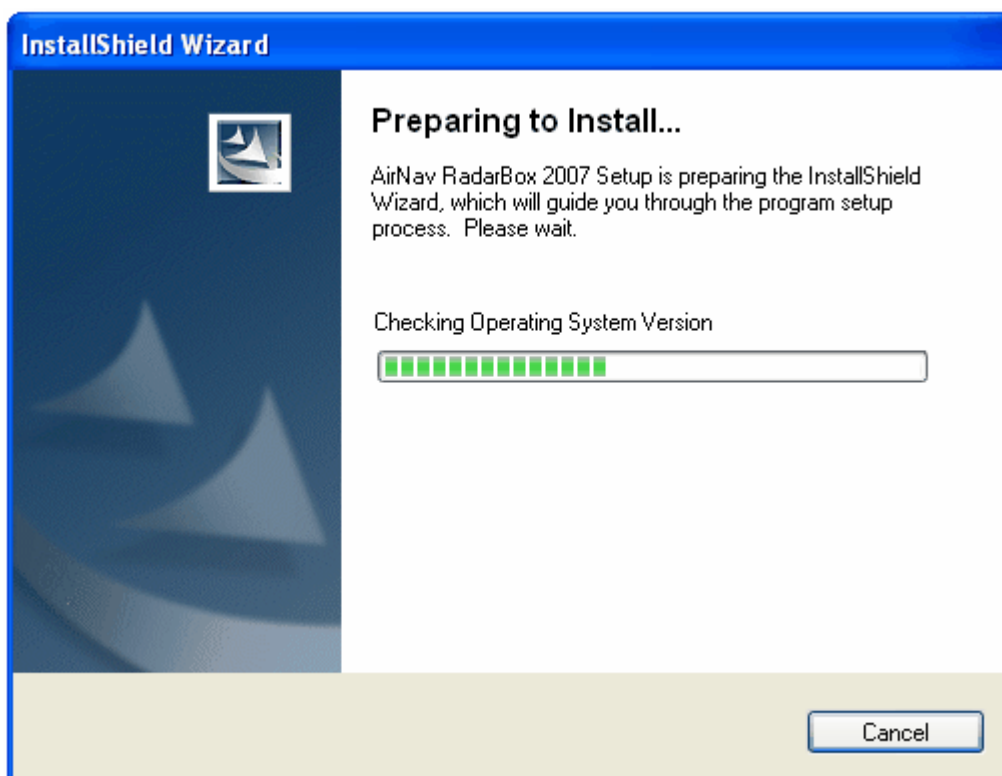 InstallShield Wizard
Preparing to Install...
AirNav RadarBox 2007 Setup is preparing the InstallShield
Wizard, which will guide you through the program setup
process.  Please wait.
Checking Operating System Version
Cancel